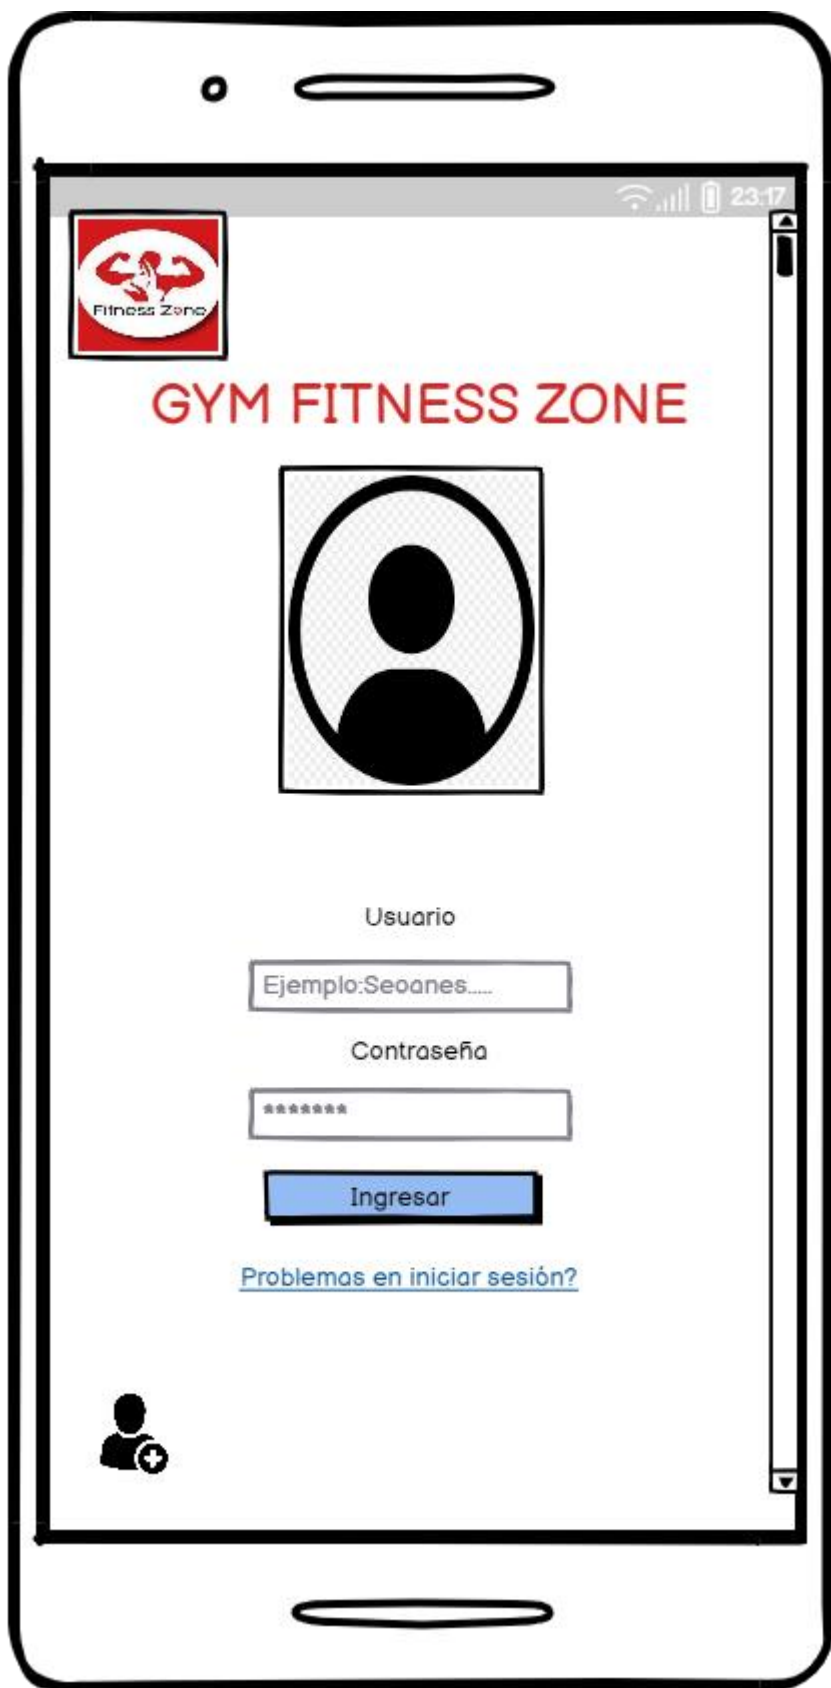 23:17
Fitness Zone
GYM FITNESS ZONE
Usuario
Ejemplo:Seoanes.....
Contraseña
*******
Ingresar
Problemas en iniciar sesión?